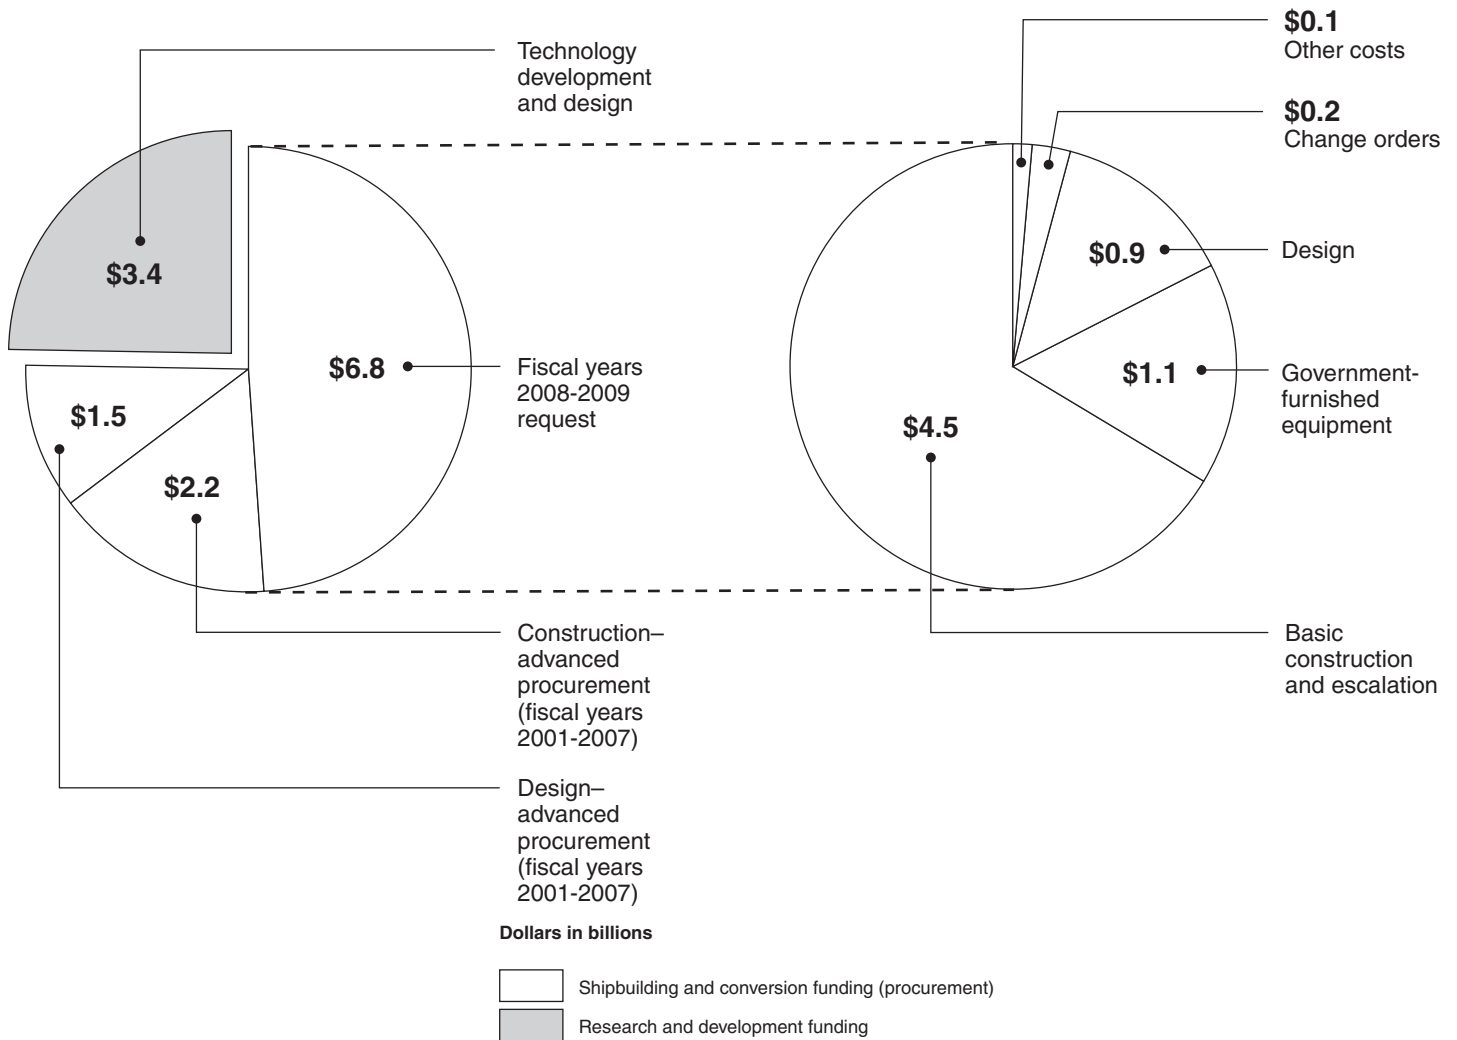 Technology
development
and design
$3.4
$6.8
Fiscal years
2008-2009
request
$1.5
$2.2
Construction–
advanced
procurement
(fiscal years
2001-2007)
Design–
advanced
procurement
(fiscal years
2001-2007)
$0.1
Other costs
$0.2
Change orders
$0.9
Design
$1.1
Government-
furnished
equipment
$4.5
Basic
construction
and escalation
Dollars in billions
Shipbuilding and conversion funding (procurement)
Research and development funding